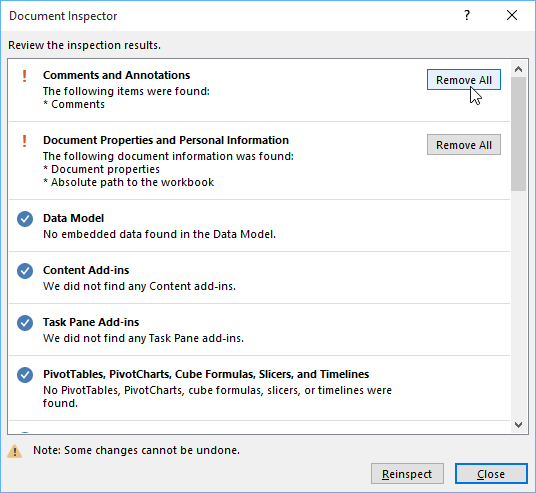 Document Inspector
Review the inspection results.
Comments and Annotations
Remove All
The following items were found:
* Comments
Document Properties and Personal Information
Remove All
The following document information was found:
* Document properties
* Absolute path to the workbook
Data Model
No embedded data found in the Data Model.
Content Add-ins
We did not find any Content add-ins.
Task Pane Add-ins
We did not find any Task Pane add-ins.
PivotTables, PivotCharts, Cube Formulas, Slicers, and Timelines
No PivotTables, PivotCharts, cube formulas, slicers, or timelines were
found.
Note: Some changes cannot be undone.
Reinspect
Close